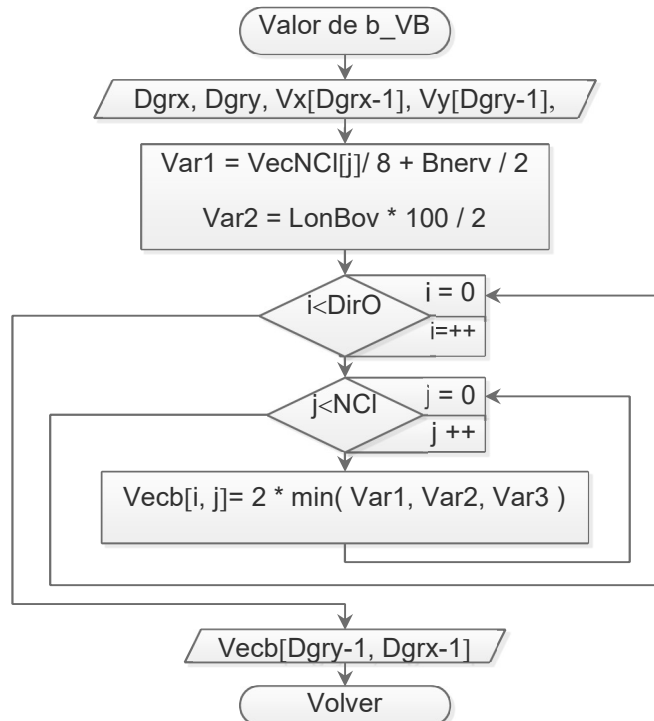 Valor de b_VB
Dgrx, Dgry, Vx[Dgrx-1], Vy[Dgry-1],
Var1 = VecNCl[j]/ 8 + Bnerv / 2
Var2 = LonBov * 100 / 2
i<DirO
i = 0
i=++
j<NCl
j = 0
j ++
Vecb[i, j]= 2 * min( Var1, Var2, Var3 )
Vecb[Dgry-1, Dgrx-1]
Volver